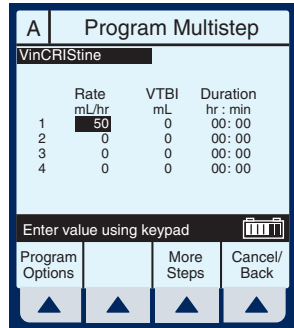 A Program Multistep
VinCRIStine
Rate VTBI Duration
mL/hr mL hr : min
1 50 0 00: 00
2 0 0 00: 00
3 0 0 00: 00
4 0 0 00: 00
Enter value using keypad
Program More Cancel/
Options Steps Back